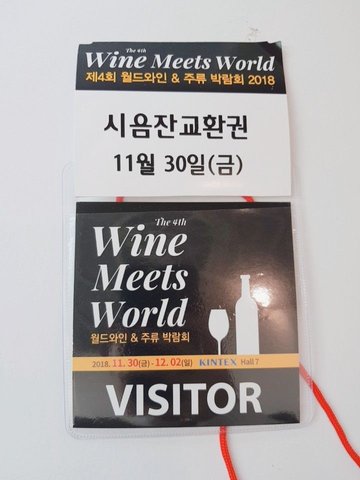 The 4th
Wine Meets World
제4회 월드와인 & 주류 박람회 2018
시음잔교환권
11월 30일(금)
The 4th
Wine
Meets
World
월드와인 & 주류 박람회
2018. 11. 30(금) - 12. 02(일) KINTEX Hall 7
VISITOR